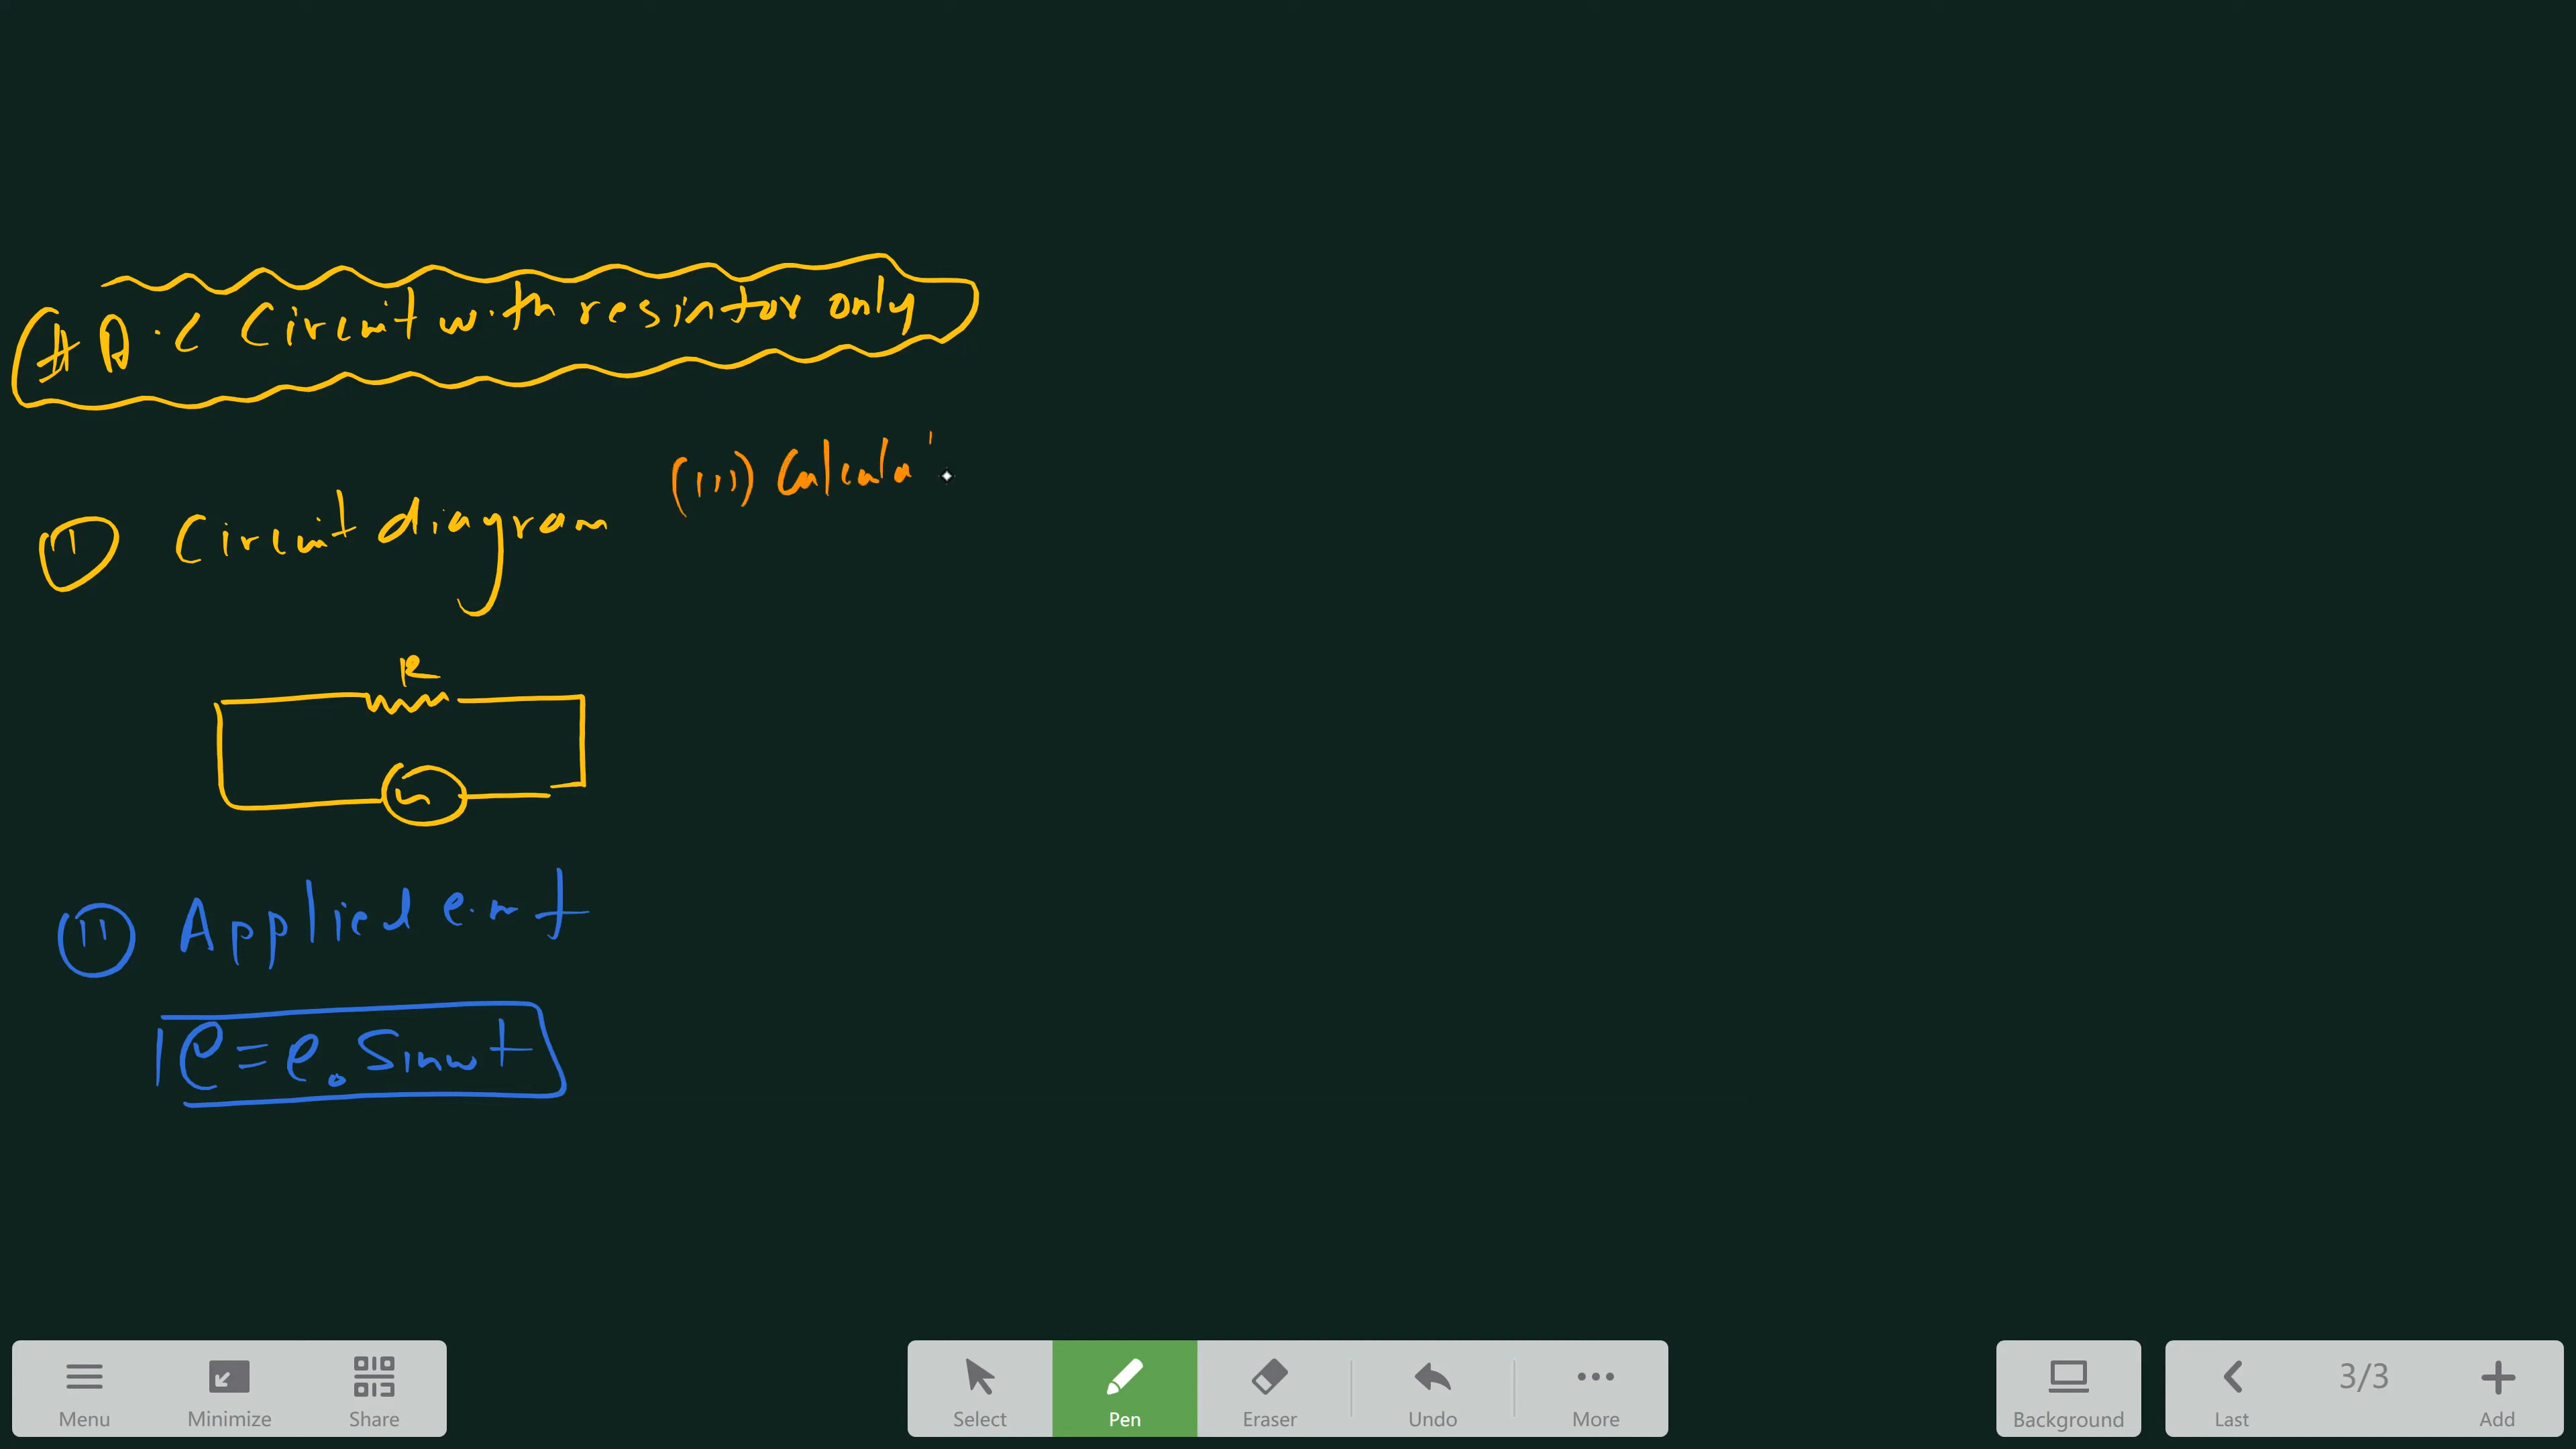 # A.C Circuit with resistor only
(I) Circuit diagram
R
(II) Applied e.m.f
e = e₀ Sinωt
(III) Calcula
Menu
Minimize
Share
Select
Pen
Eraser
Undo
More
Background
Last
3/3
Add